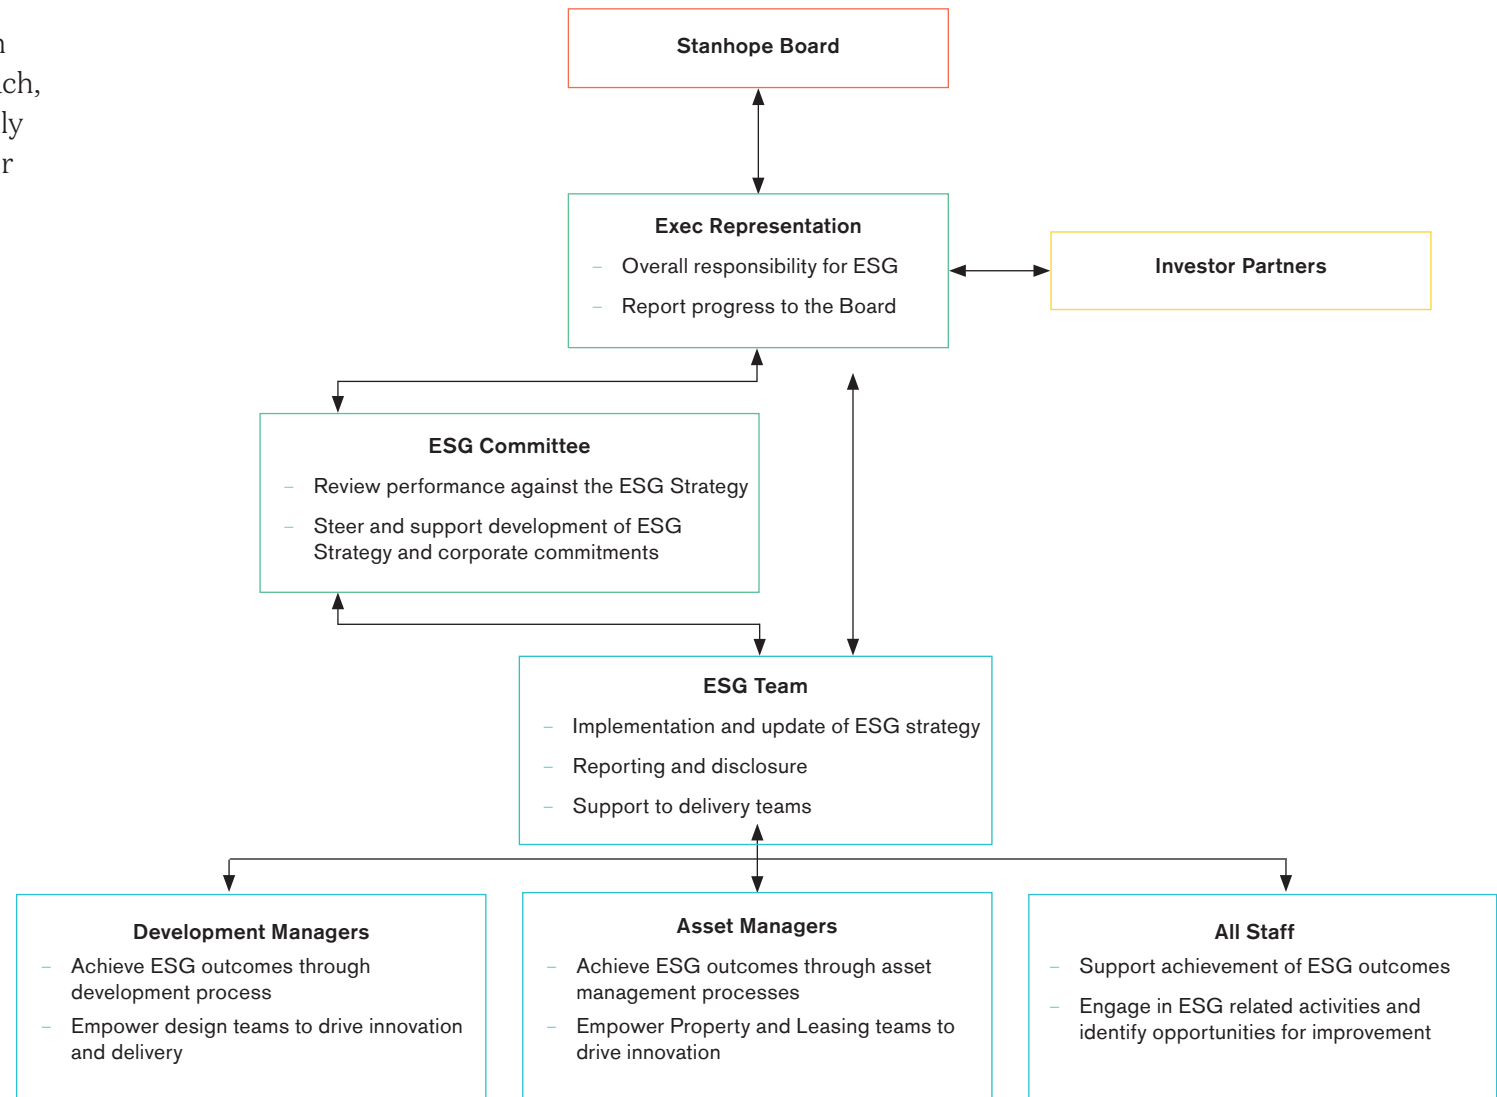 Stanhope Board
Exec Representation
– Overall responsibility for ESG
– Report progress to the Board
Investor Partners
ESG Committee
– Review performance against the ESG Strategy
– Steer and support development of ESG
Strategy and corporate commitments
ESG Team
– Implementation and update of ESG strategy
– Reporting and disclosure
– Support to delivery teams
Development Managers
– Achieve ESG outcomes through
development process
– Empower design teams to drive innovation
and delivery
Asset Managers
– Achieve ESG outcomes through asset
management processes
– Empower Property and Leasing teams to
drive innovation
All Staff
– Support achievement of ESG outcomes
– Engage in ESG related activities and
identify opportunities for improvement